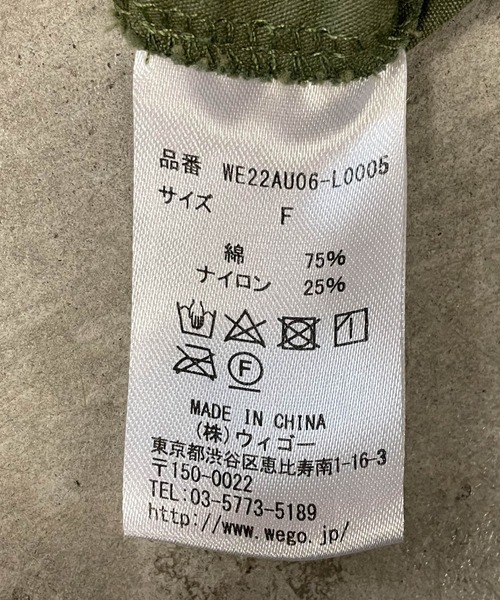 品番 WE22AU06-L0005
サイズ F
綿 75%
ナイロン 25%
F
MADE IN CHINA
(株)ウィゴー
東京都渋谷区恵比寿南1-16-3
〒150-0022
TEL:03-5773-5189
http://www.wego.jp/